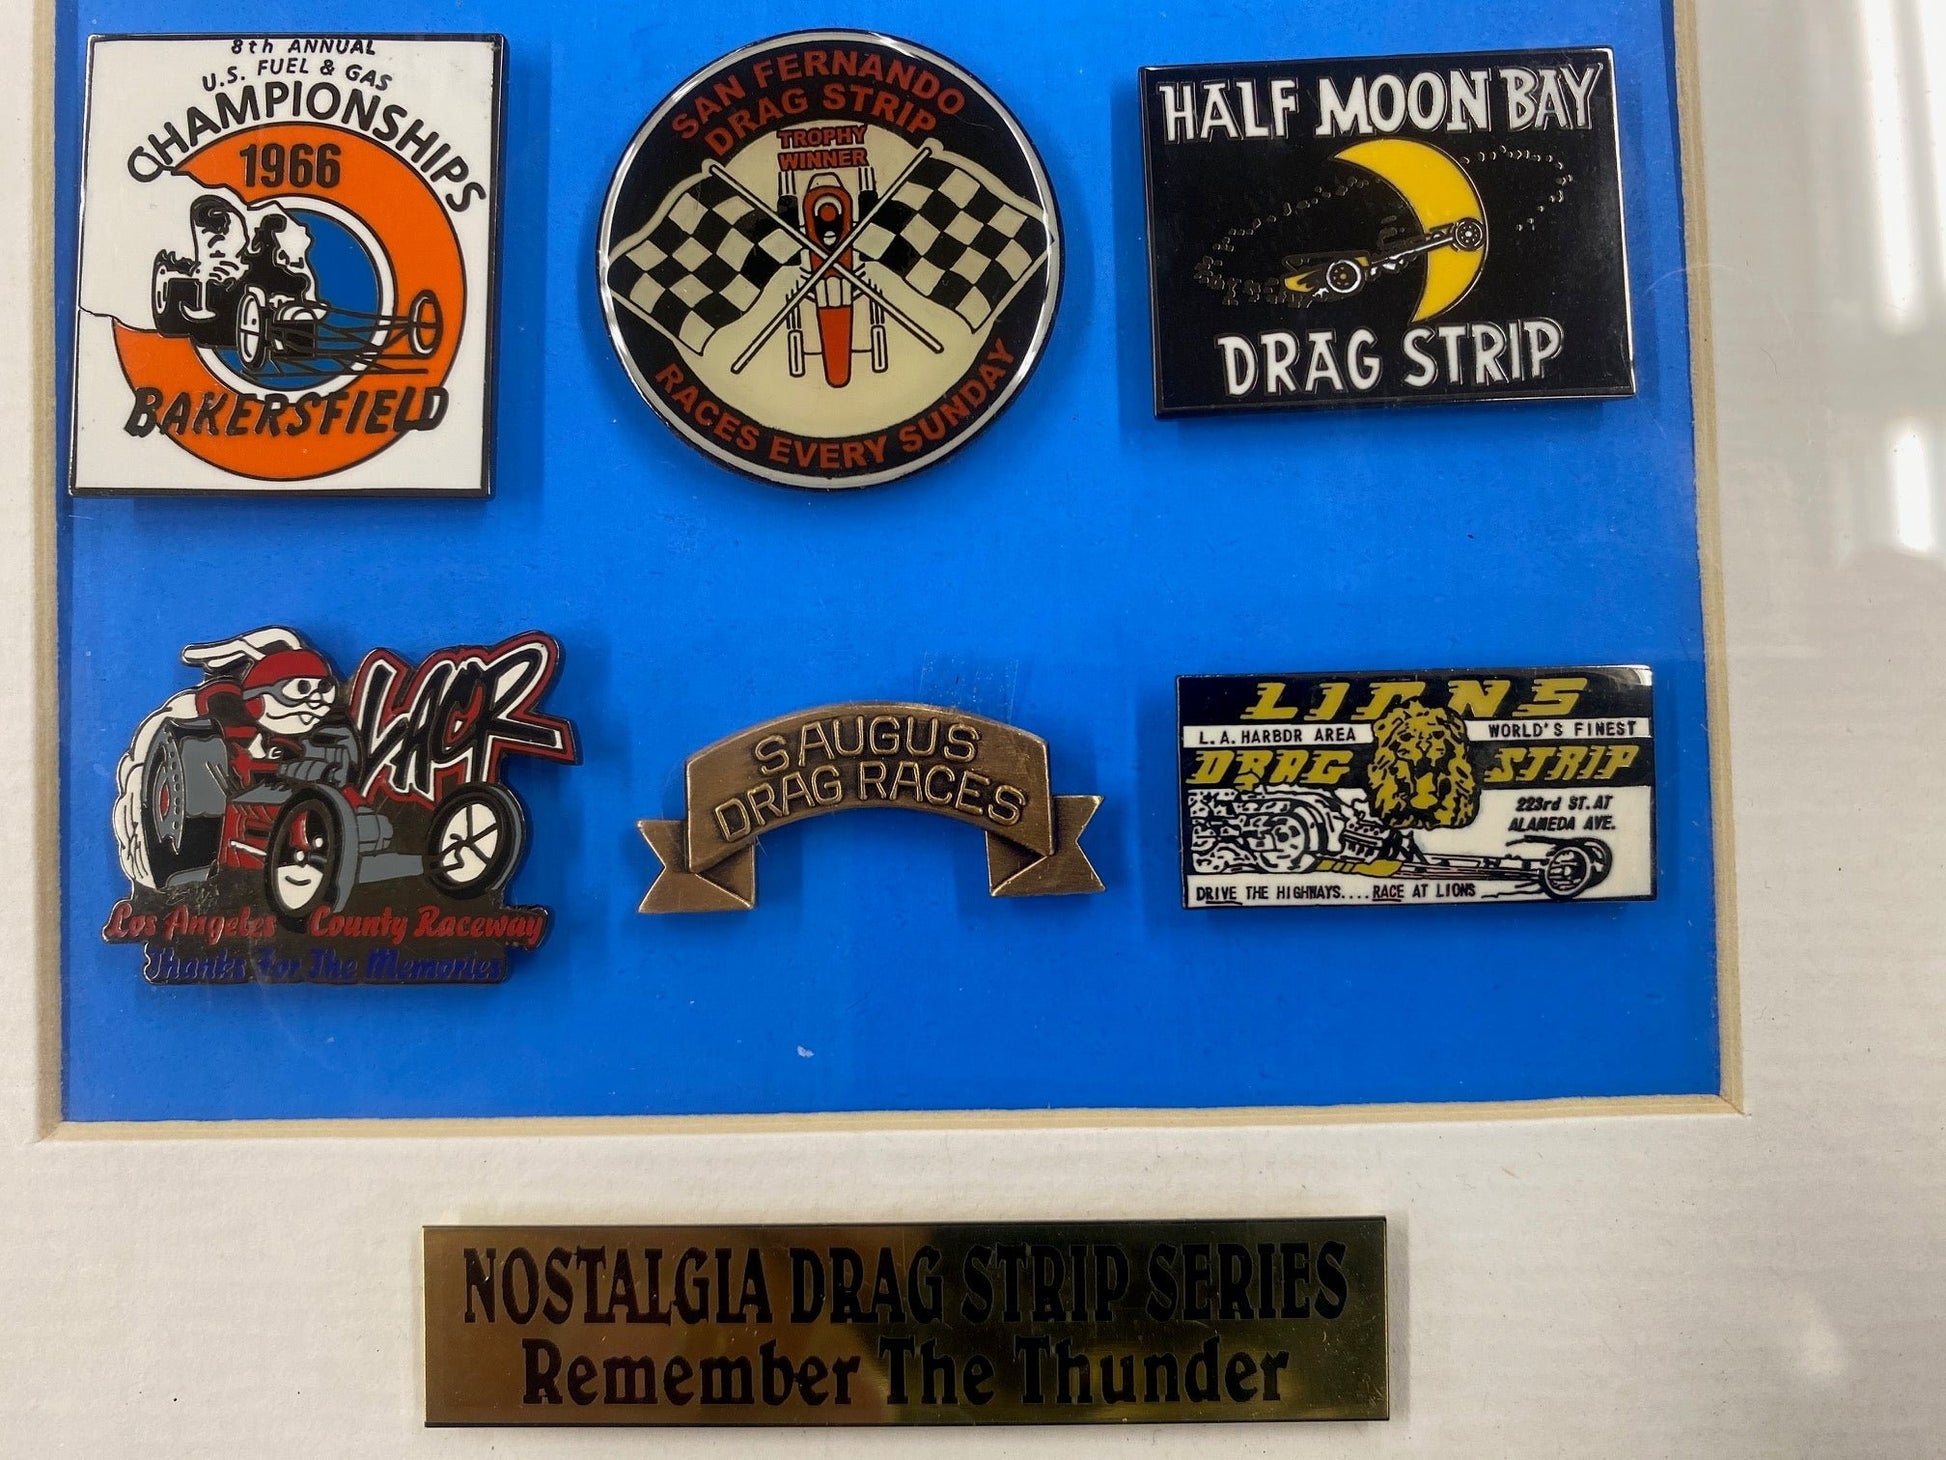 8th ANNUAL
U.S. FUEL & GAS
CHAMPIONSHIPS
1966
BAKERSFIELD
SAN FERNANDO
DRAG STRIP
TROPHY
WINNER
RACES EVERY SUNDAY
HALF MOON BAY
DRAG STRIP
LACR
Los Angeles County Raceway
Thanks For The Memories
SAUGUS
DRAG RACES
LIONS
L.A. HARBOR AREA WORLD'S FINEST
DRAG STRIP
223rd ST. AT
ALAMEDA AVE.
DRIVE THE HIGHWAYS....RACE AT LIONS
NOSTALGIA DRAG STRIP SERIES
Remember The Thunder